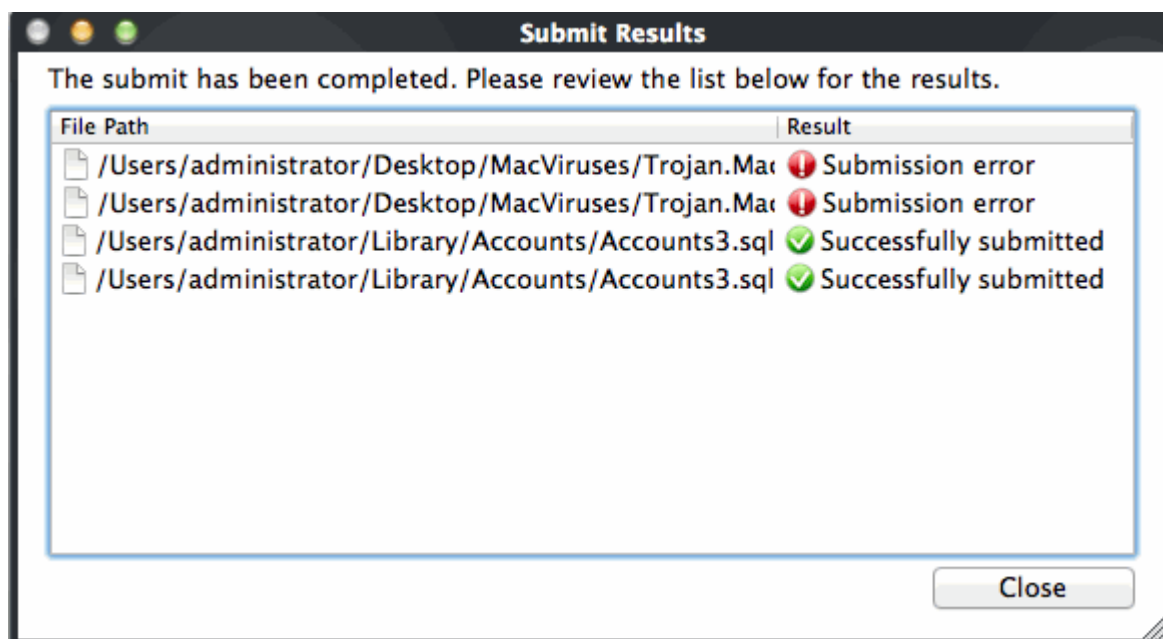 Submit Results
The submit has been completed. Please review the list below for the results.
File Path Result
/Users/administrator/Desktop/MacViruses/Trojan.Mac Submission error
/Users/administrator/Desktop/MacViruses/Trojan.Mac Submission error
/Users/administrator/Library/Accounts/Accounts3.sql Successfully submitted
/Users/administrator/Library/Accounts/Accounts3.sql Successfully submitted
Close